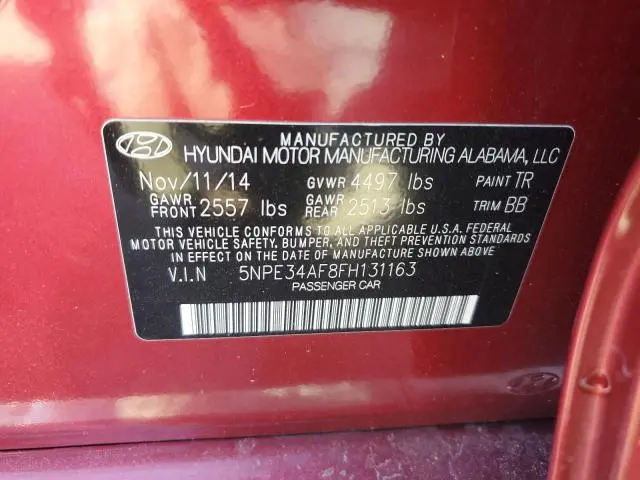 MANUFACTURED BY
HYUNDAI MOTOR MANUFACTURING ALABAMA, LLC
Nov/11/14 GVWR 4497 lbs PAINT TR
GAWR FRONT 2557 lbs GAWR REAR 2513 lbs TRIM BB
THIS VEHICLE CONFORMS TO ALL APPLICABLE U.S.A. FEDERAL
MOTOR VEHICLE SAFETY, BUMPER, AND THEFT PREVENTION STANDARDS
IN EFFECT ON THE DATE OF MANUFACTURE SHOWN ABOVE
V.I.N 5NPE34AF8FH131163
PASSENGER CAR